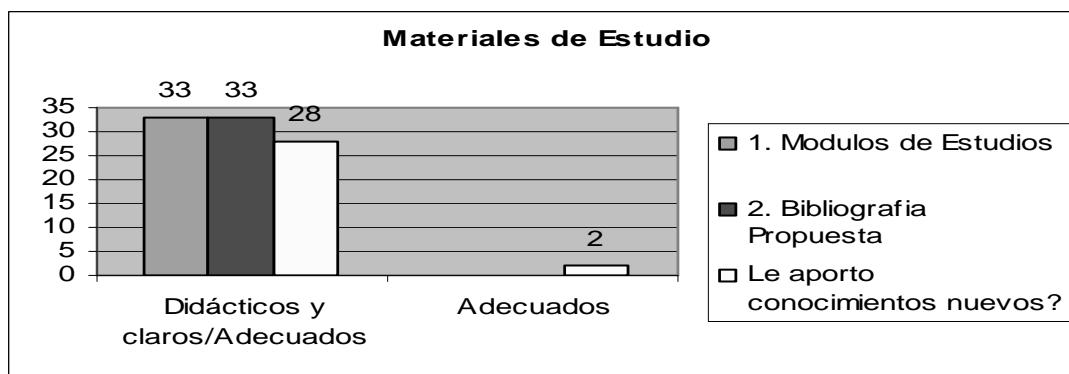 Materiales de Estudio
33 33
28
2
35
30
25
20
15
10
5
0
Didácticos y
claros/Adecuados
Adecuados
1. Modulos de Estudios
2. Bibliografia
Propuesta
Le aporto
conocimientos nuevos?